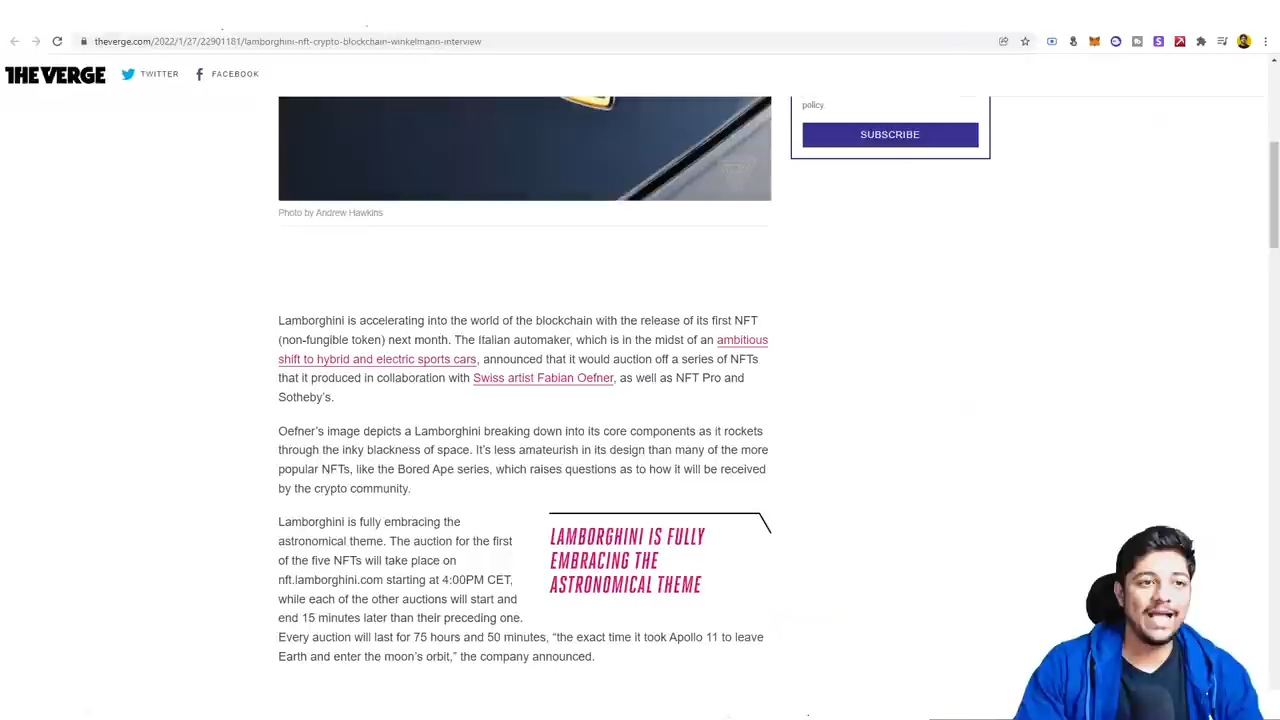 theverge.com/2022/1/27/22901181/lamborghini-nft-crypto-blockchain-winkelmann-interview
THE VERGE
TWITTER
FACEBOOK
policy.
SUBSCRIBE
Photo by Andrew Hawkins
Lamborghini is accelerating into the world of the blockchain with the release of its first NFT
(non-fungible token) next month. The Italian automaker, which is in the midst of an ambitious
shift to hybrid and electric sports cars, announced that it would auction off a series of NFTs
that it produced in collaboration with Swiss artist Fabian Oefner, as well as NFT Pro and
Sotheby’s.
Oefner’s image depicts a Lamborghini breaking down into its core components as it rockets
through the inky blackness of space. It’s less amateurish in its design than many of the more
popular NFTs, like the Bored Ape series, which raises questions as to how it will be received
by the crypto community.
Lamborghini is fully embracing the
astronomical theme. The auction for the first
of the five NFTs will take place on
nft.lamborghini.com starting at 4:00PM CET,
while each of the other auctions will start and
end 15 minutes later than their preceding one.
Every auction will last for 75 hours and 50 minutes, “the exact time it took Apollo 11 to leave
Earth and enter the moon’s orbit,” the company announced.
LAMBORGHINI IS FULLY
EMBRACING THE
ASTRONOMICAL THEME